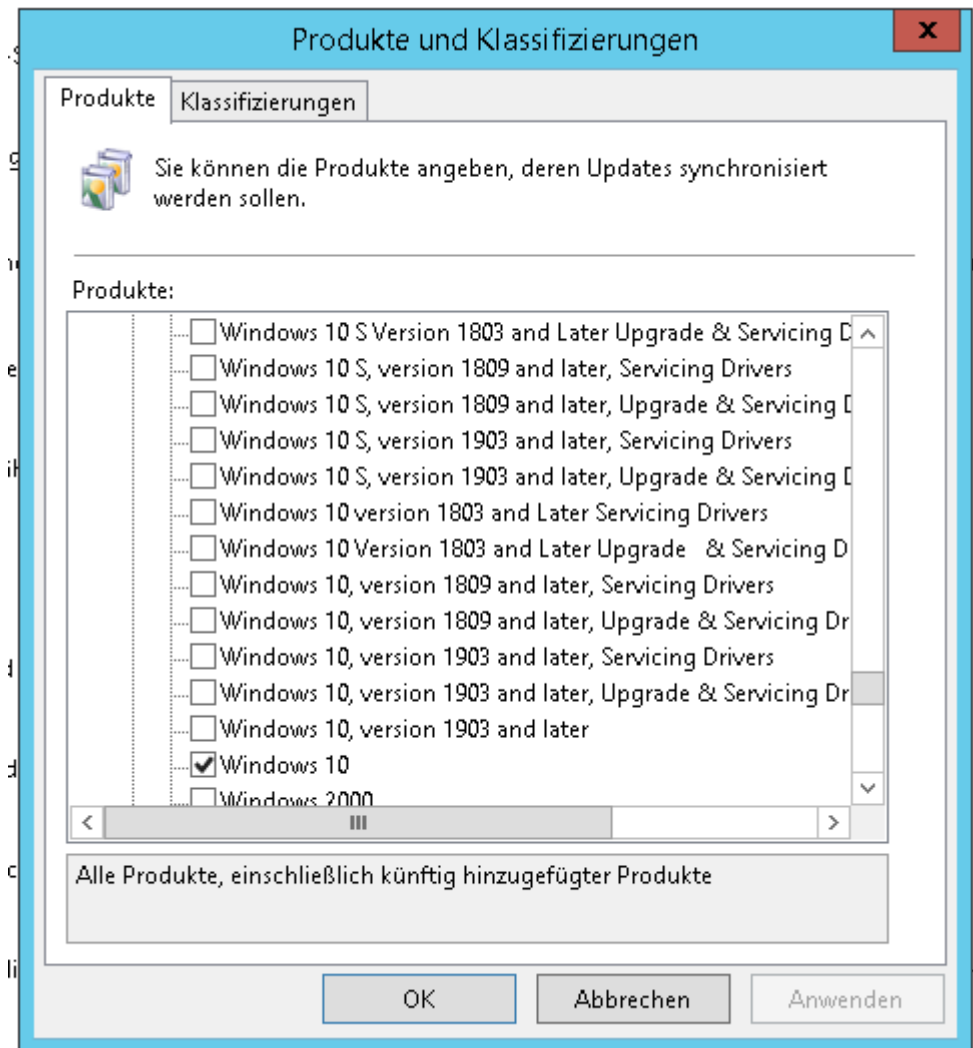 Produkte und Klassifizierungen
x
Produkte
Klassifizierungen
Sie können die Produkte angeben, deren Updates synchronisiert
werden sollen.
Produkte:
Windows 10 S Version 1803 and Later Upgrade & Servicing D
Windows 10 S, version 1809 and later, Servicing Drivers
Windows 10 S, version 1809 and later, Upgrade & Servicing D
Windows 10 S, version 1903 and later, Servicing Drivers
Windows 10 S, version 1903 and later, Upgrade & Servicing D
Windows 10 version 1803 and Later Servicing Drivers
Windows 10 Version 1803 and Later Upgrade & Servicing D
Windows 10, version 1809 and later, Servicing Drivers
Windows 10, version 1809 and later, Upgrade & Servicing Dr
Windows 10, version 1903 and later, Servicing Drivers
Windows 10, version 1903 and later, Upgrade & Servicing Dr
Windows 10, version 1903 and later
Windows 10
Windows 2000
Alle Produkte, einschließlich künftig hinzugefügter Produkte
OK
Abbrechen
Anwenden